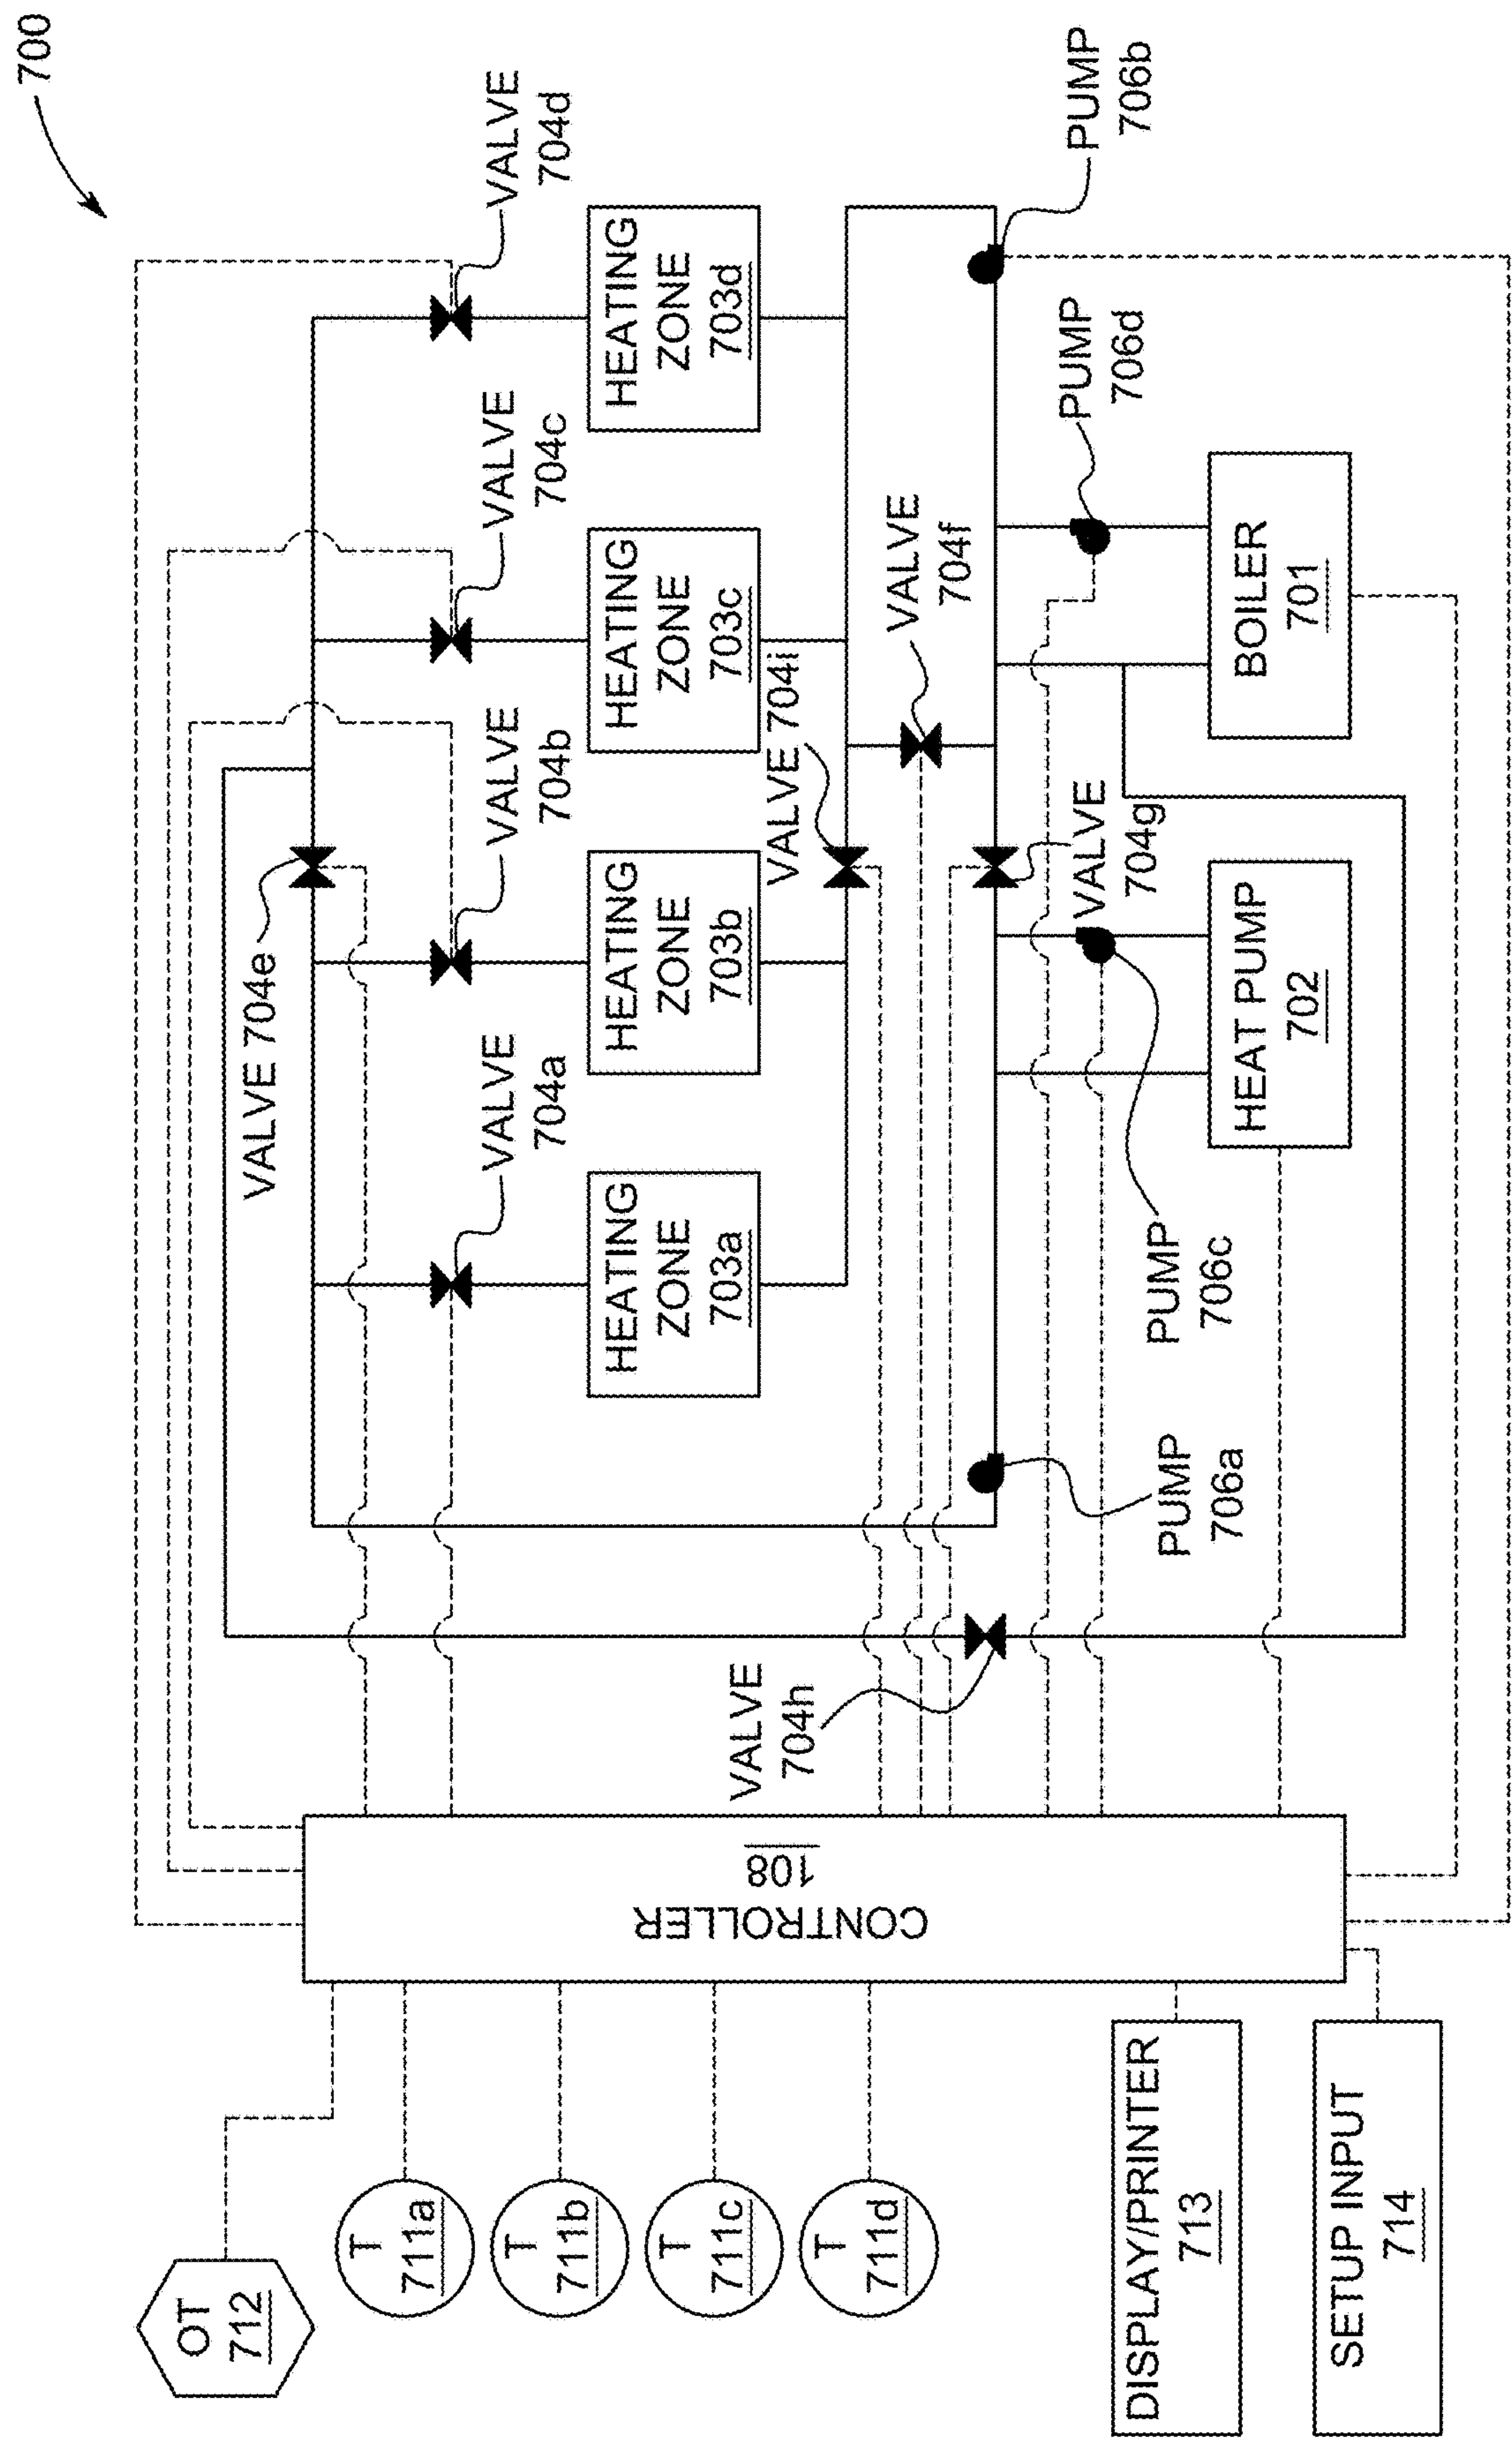 700
OT
712
T
711a
T
711b
T
711c
T
711d
DISPLAY/PRINTER
713
SETUP INPUT
714
CONTROLLER
108
VALVE 704e
VALVE
704a
VALVE
704b
VALVE
704c
VALVE
704d
HEATING
ZONE
703a
HEATING
ZONE
703b
HEATING
ZONE
703c
HEATING
ZONE
703d
VALVE
704h
VALVE 704i
VALVE
704f
VALVE
704g
PUMP
706a
PUMP
706c
PUMP
706d
PUMP
706b
HEAT PUMP
702
BOILER
701